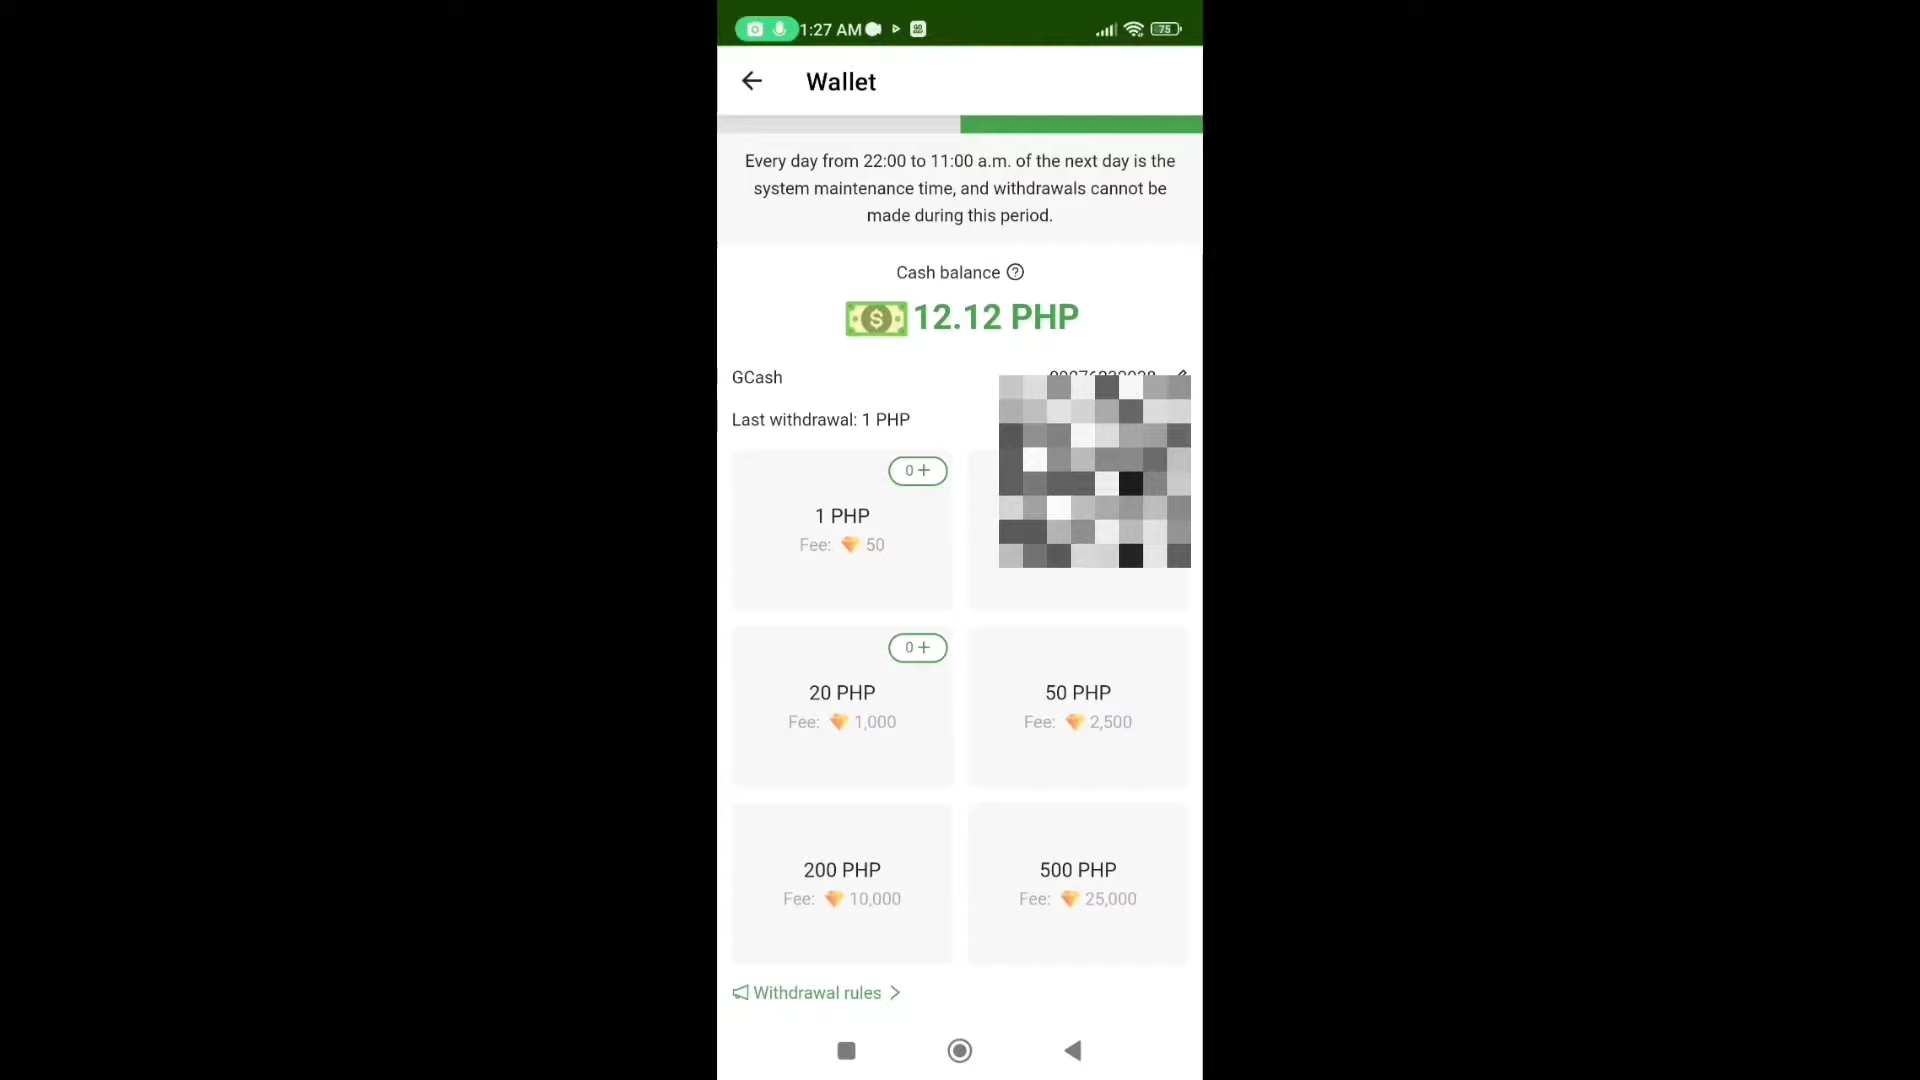 1:27 AM
75
Wallet
Every day from 22:00 to 11:00 a.m. of the next day is the
system maintenance time, and withdrawals cannot be
made during this period.
Cash balance
12.12 PHP
GCash
Last withdrawal: 1 PHP
0 +
1 PHP
Fee: 50
0 +
20 PHP
Fee: 1,000
50 PHP
Fee: 2,500
200 PHP
Fee: 10,000
500 PHP
Fee: 25,000
Withdrawal rules >